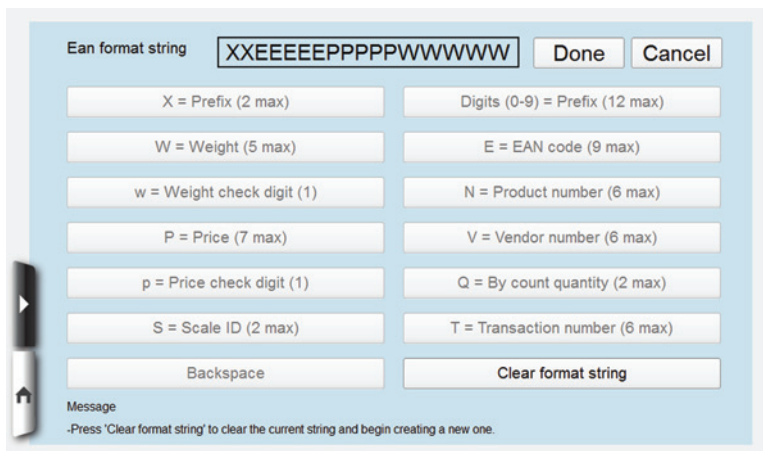 Ean format string XXEEEEEPPPPPWWWWW Done Cancel
X = Prefix (2 max) Digits (0-9) = Prefix (12 max)
W = Weight (5 max) E = EAN code (9 max)
w = Weight check digit (1) N = Product number (6 max)
P = Price (7 max) V = Vendor number (6 max)
p = Price check digit (1) Q = By count quantity (2 max)
S = Scale ID (2 max) T = Transaction number (6 max)
Backspace Clear format string
Message
-Press 'Clear format string' to clear the current string and begin creating a new one.